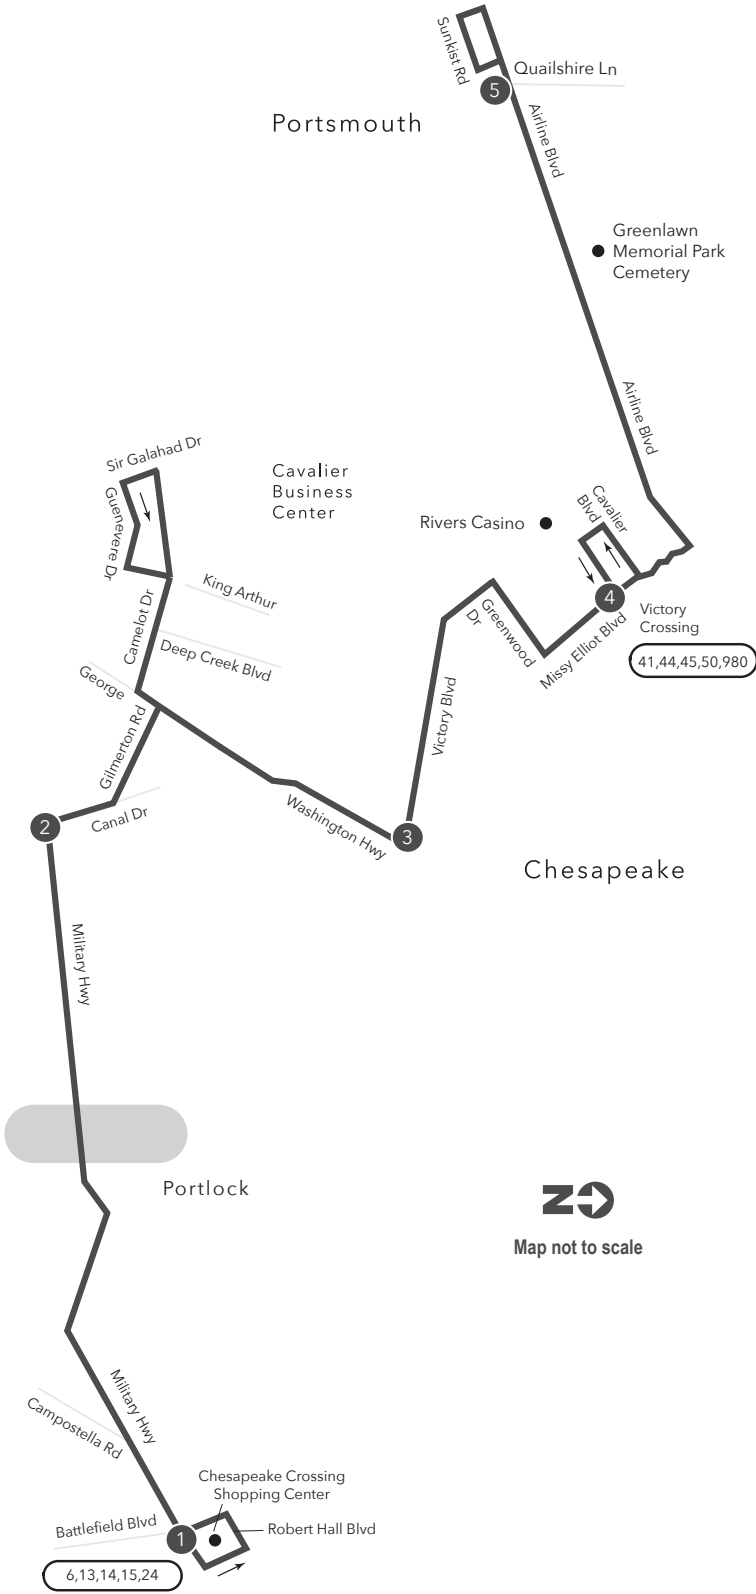 Sunkist Rd
5
Quailshire Ln
Portsmouth
Airline Blvd
Greenlawn
Memorial Park
Cemetery
Airline Blvd
Sir Galahad Dr
Guenevere Dr
Cavalier
Business
Center
Rivers Casino
Cavalier
Blvd
King Arthur
4
Victory
Crossing
Greenwood
Dr
Missy Elliot Blvd
41,44,45,50,980
Camelot Dr
Deep Creek Blvd
George
Gilmerton Rd
Victory Blvd
2
Canal Dr
Washington Hwy
3
Chesapeake
Military Hwy
Portlock
N
Map not to scale
Military Hwy
Campostella Rd
Chesapeake Crossing
Shopping Center
Battlefield Blvd
1
Robert Hall Blvd
6,13,14,15,24